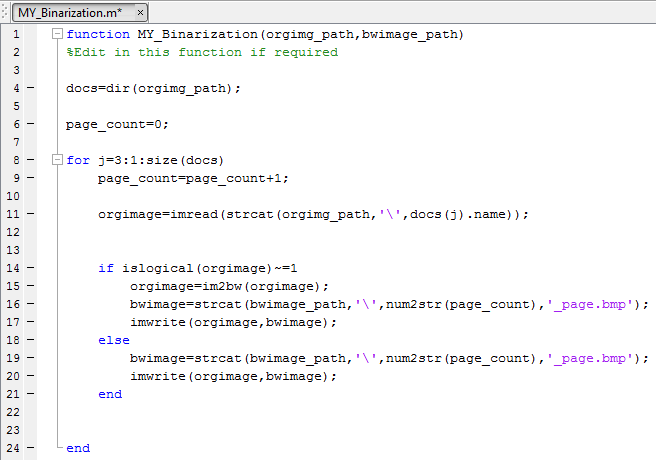 MY_Binarization.m* ×
1 function MY_Binarization(orgimg_path,bwimage_path)
2 %Edit in this function if required
3
4 – docs=dir(orgimg_path);
5
6 – page_count=0;
7
8 – for j=3:1:size(docs)
9 – page_count=page_count+1;
10
11 – orgimage=imread(strcat(orgimg_path,'\',docs(j).name));
12
13
14 – if islogical(orgimage)~=1
15 – orgimage=im2bw(orgimage);
16 – bwimage=strcat(bwimage_path,'\',num2str(page_count),'_page.bmp');
17 – imwrite(orgimage,bwimage);
18 – else
19 – bwimage=strcat(bwimage_path,'\',num2str(page_count),'_page.bmp');
20 – imwrite(orgimage,bwimage);
21 – end
22
23
24 – end